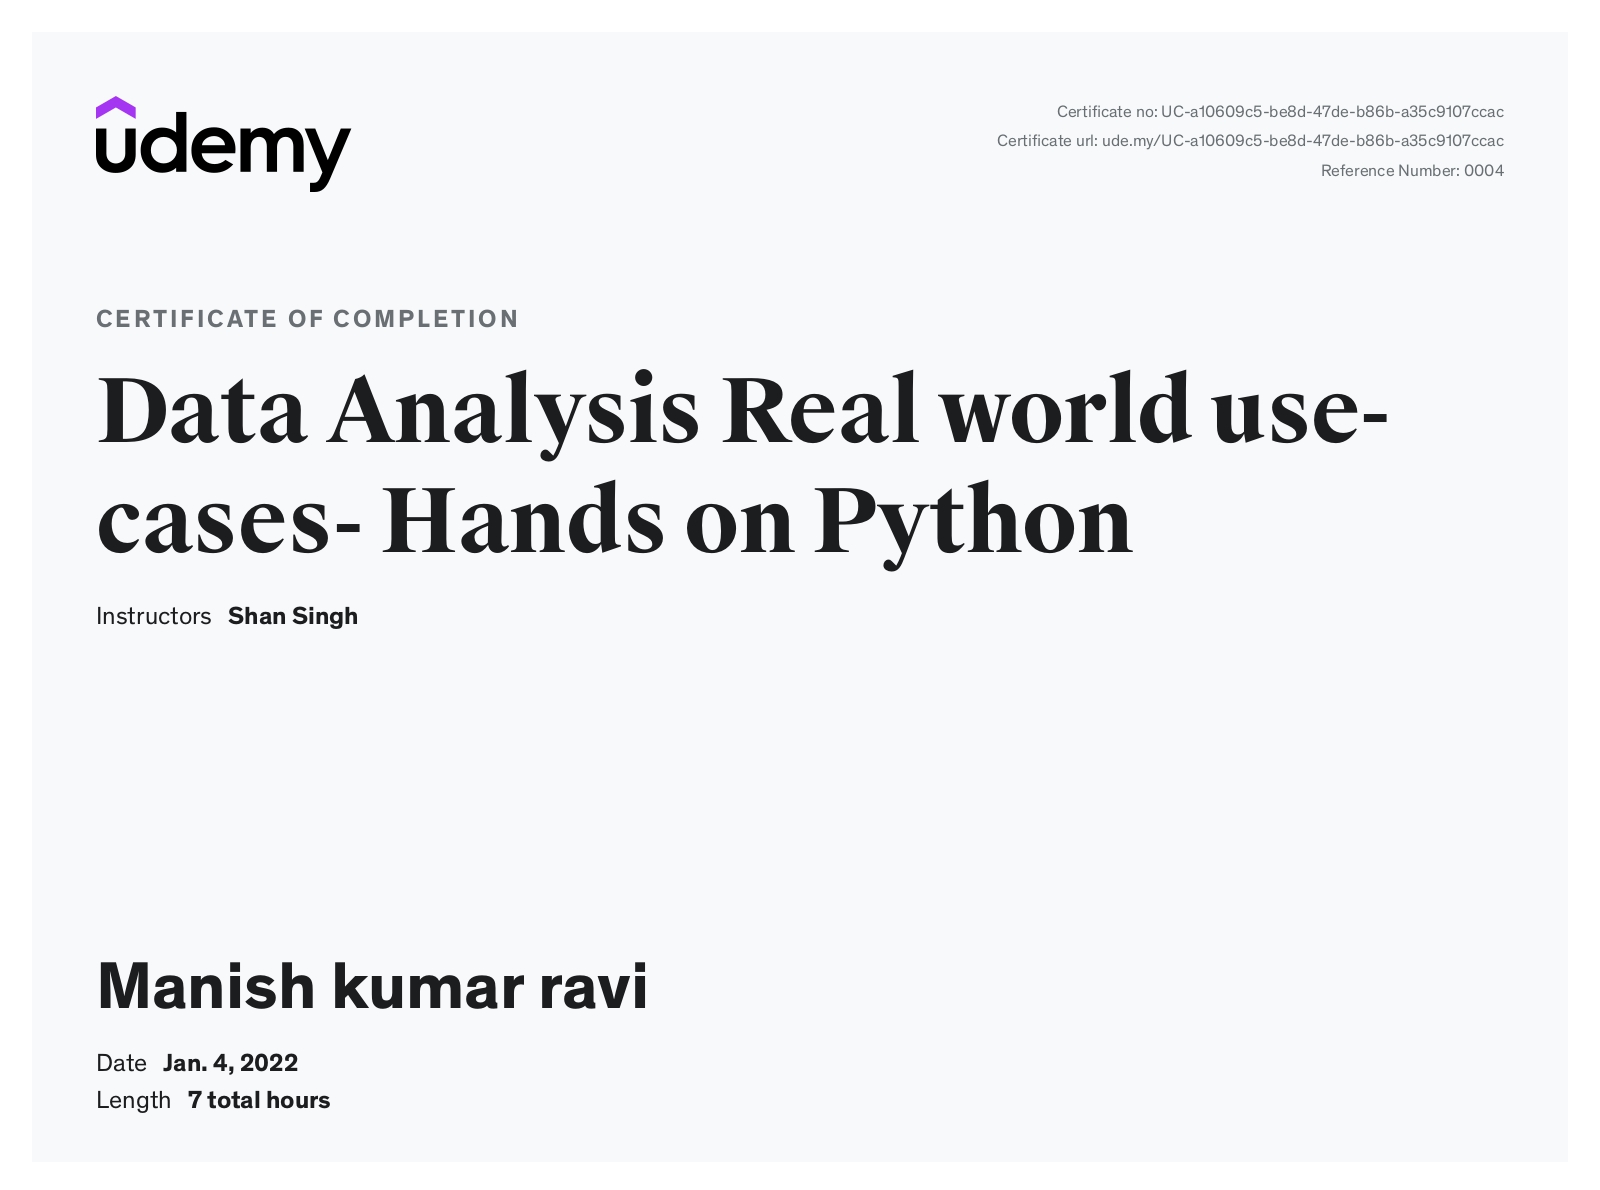 udemy
Certificate no: UC-a10609c5-be8d-47de-b86b-a35c9107ccac
Certificate url: ude.my/UC-a10609c5-be8d-47de-b86b-a35c9107ccac
Reference Number: 0004
CERTIFICATE OF COMPLETION
Data Analysis Real world use-
cases- Hands on Python
Instructors Shan Singh
Manish kumar ravi
Date Jan. 4, 2022
Length 7 total hours